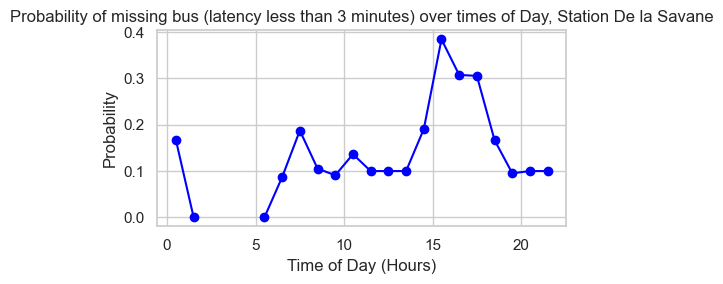 Probability of missing bus (latency less than 3 minutes) over times of Day, Station De la Savane
0.4
0.3
0.2
0.1
0.0
Probability
0 5 10 15 20
Time of Day (Hours)